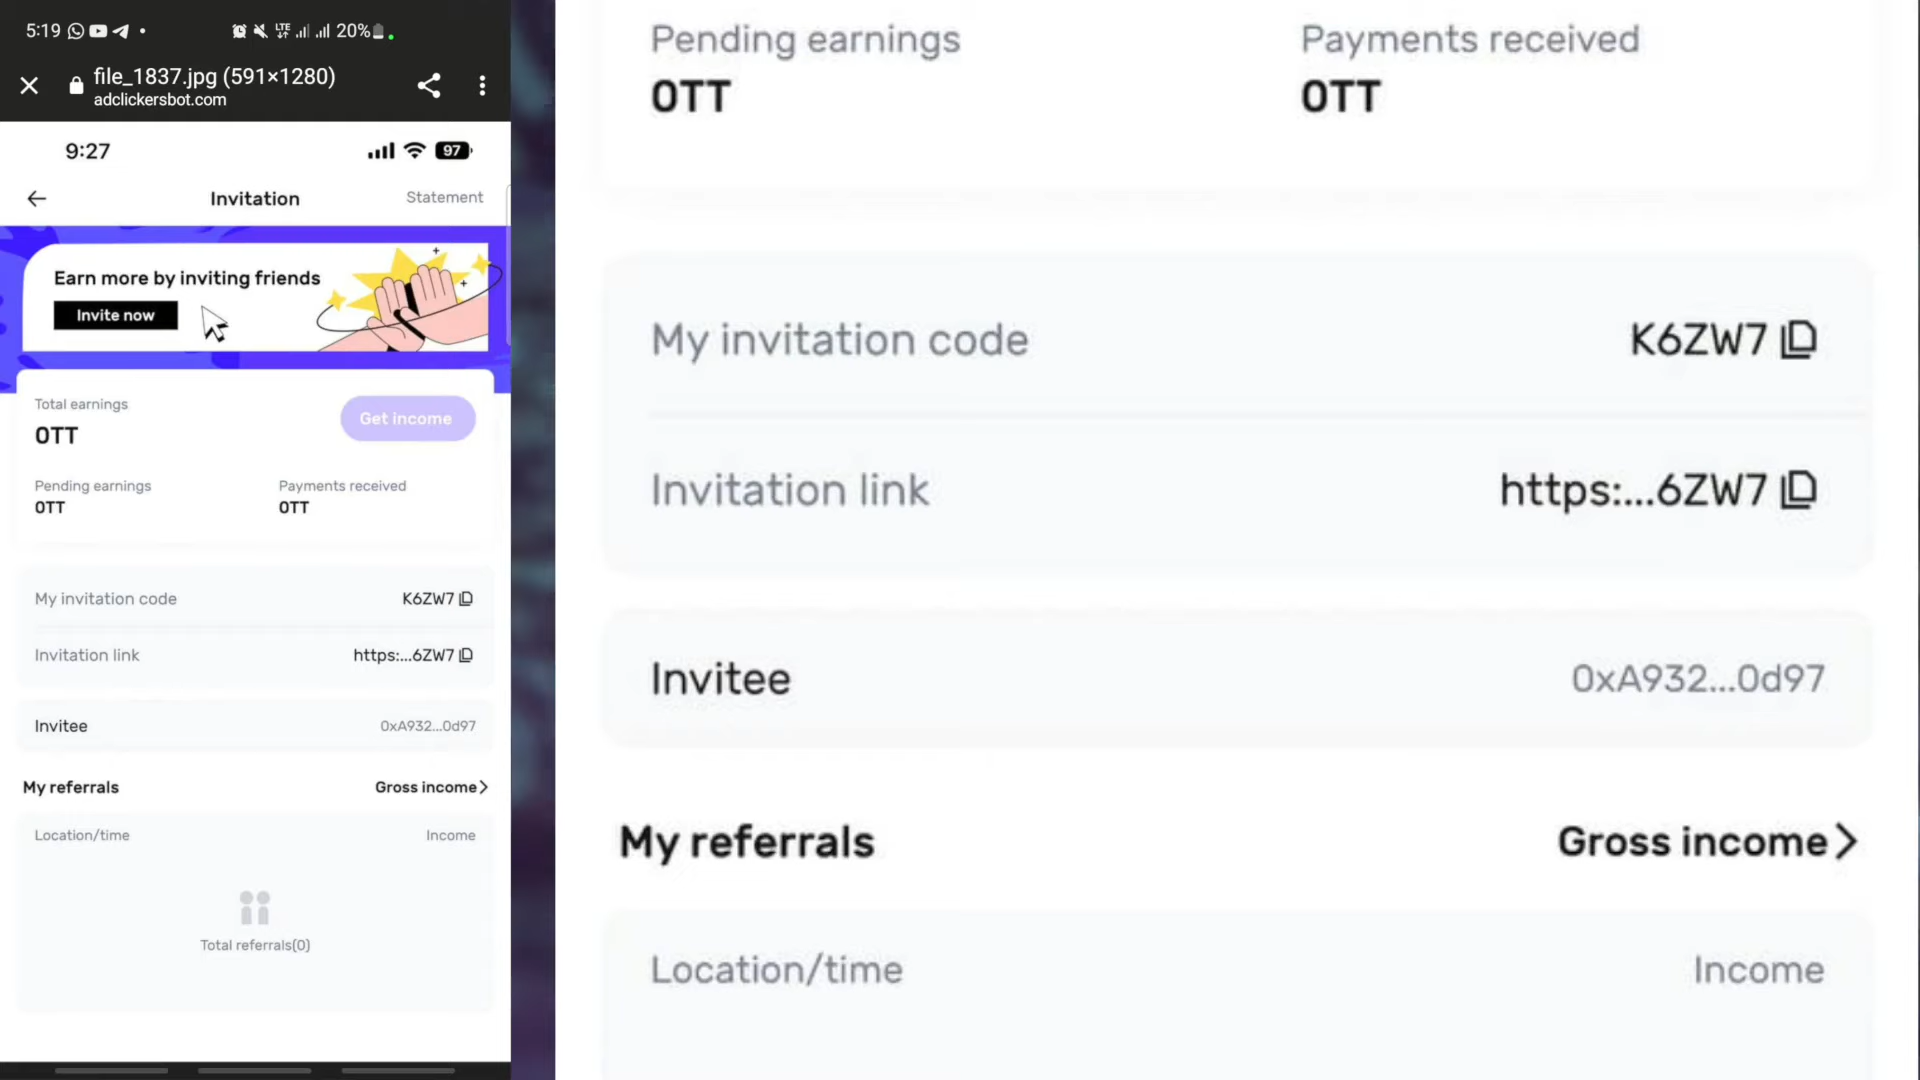 5:19
20%
file_1837.jpg (591×1280)
adclickersbot.com
9:27
97
Invitation
Statement
Earn more by inviting friends
Invite now
Total earnings
0TT
Get income
Pending earnings
Payments received
0TT
0TT
My invitation code
K6ZW7
Invitation link
https:...6ZW7
Invitee
0xA932...0d97
My referrals
Gross income
Location/time
Income
Total referrals(0)
Pending earnings
Payments received
0TT
0TT
My invitation code
K6ZW7
Invitation link
https:...6ZW7
Invitee
0xA932...0d97
My referrals
Gross income
Location/time
Income